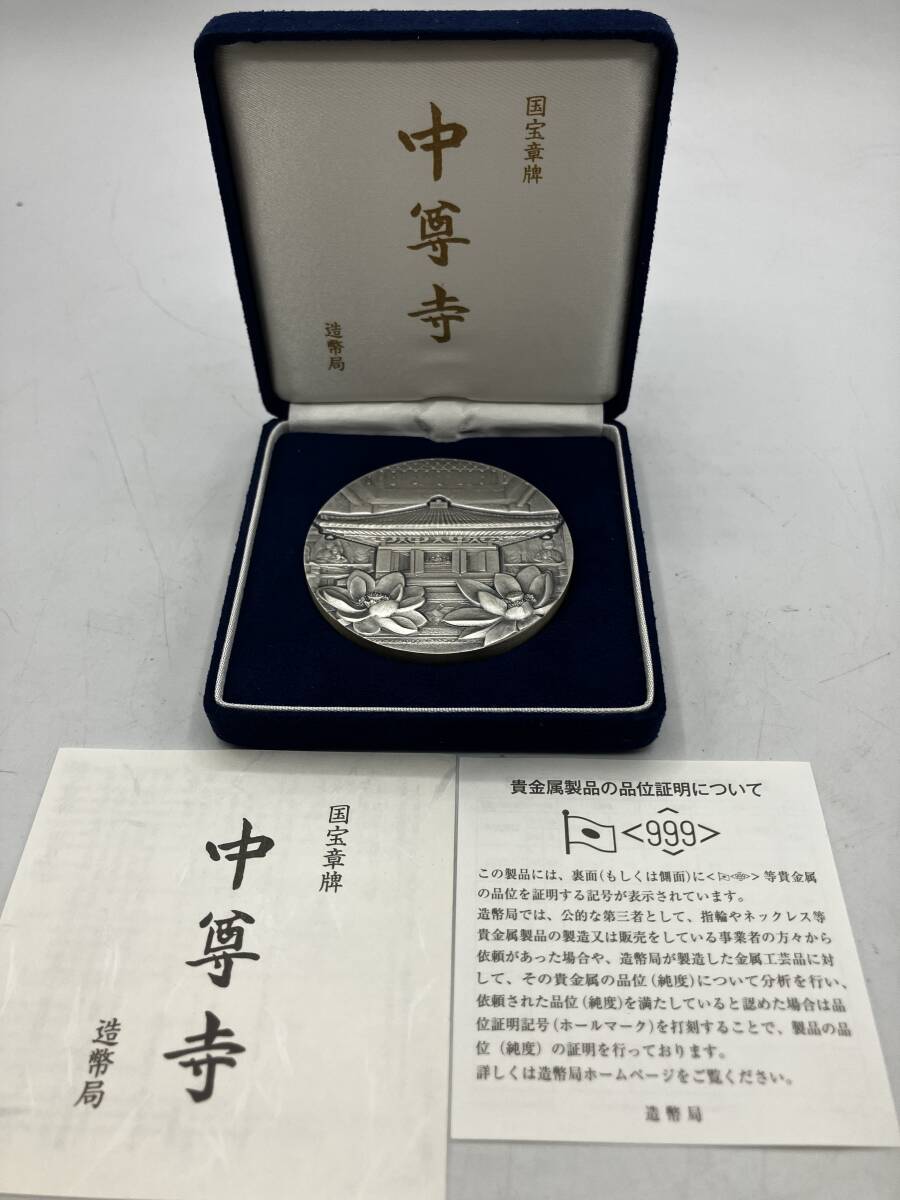 国宝章牌
中尊寺
造幣局
国宝章牌
中尊寺
造幣局
貴金属製品の品位証明について
<999>
この製品には、裏面(もしくは側面)に< >等貴金属
の品位を証明する記号が表示されています。
造幣局では、公的な第三者として、指輪やネックレス等
貴金属製品の製造又は販売をしている事業者の方々から
依頼があった場合や、造幣局が製造した金属工芸品に対
して、その貴金属の品位(純度)について分析を行い、
依頼された品位(純度)を満たしていると認めた場合は品
位証明記号(ホールマーク)を打刻することで、製品の品
位(純度)の証明を行っております。
詳しくは造幣局ホームページをご覧ください。
造幣局